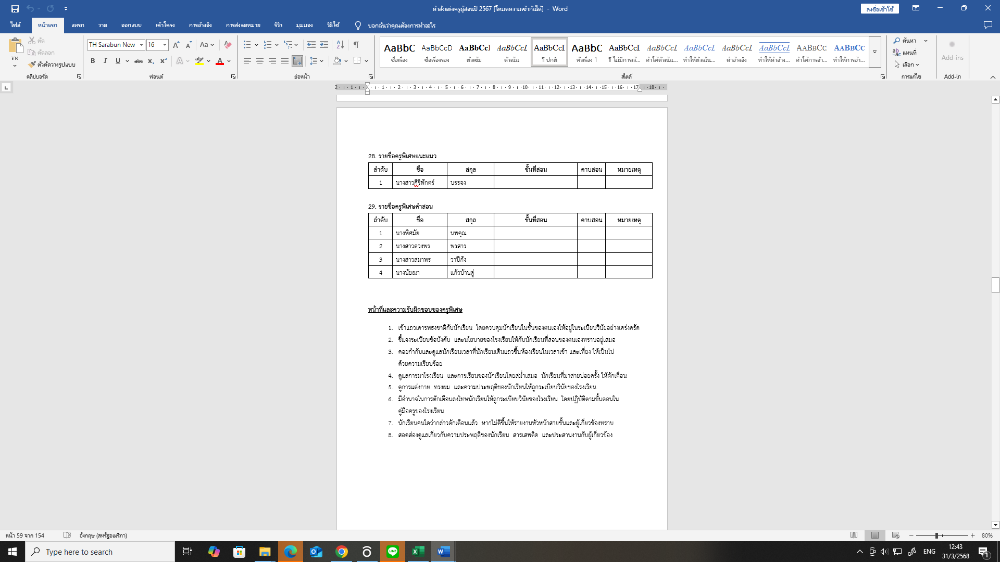 คำสั่งแต่งครูผู้สอนปี 2567 [โหมดความเข้ากันได้] - Word
ลงชื่อเข้าใช้
ไฟล์ หน้าแรก แทรก วาด ออกแบบ เค้าโครง การอ้างอิง การส่งจดหมาย รีวิว มุมมอง วิธีใช้ บอกฉันว่าคุณต้องการทำอะไร
วาง
ตัด
คัดลอก
ตัวคัดวางรูปแบบ
คลิปบอร์ด
TH Sarabun New 16
ฟอนต์
ย่อหน้า
AaBbC AaBbCcD AaBbCcI AaBbCcL AaBbCcI AaBbC AaBbCcI AaBbCcL AaBbCcL AaBbCcL AaBbCcL AABBCC AABBCC
ชื่อเรื่อง ชื่อเรื่องรอง ตัวเข้ม ตัวเน้น ¶ ปกติ หัวเรื่อง 1 ¶ ไม่มีการเว้... ทำให้ตัวเน้น... ทำให้ตัวเน้น... คำอ้างอิง ทำให้คำอ้าง... ทำให้การอ้า... ทำให้การอ้า...
สไตล์
ค้นหา
แทนที่
เลือก
การแก้ไข
Add-ins
Add-in
2 1 1 2 3 4 5 6 7 8 9 10 11 12 13 14 15 16 17 18
28. รายชื่อครูพิเศษแนะแนว
ลำดับ ชื่อ สกุล ชั้นที่สอน คาบสอน หมายเหตุ
1 นางสาวศิริพักตร์ บรรจง
29. รายชื่อครูพิเศษคำสอน
ลำดับ ชื่อ สกุล ชั้นที่สอน คาบสอน หมายเหตุ
1 นางพิศมัย นพคุณ
2 นางสาวดวงพร พรสาร
3 นางสาวสมาพร วาปีกัง
4 นางนัยณา แก้วบ้านดู่
หน้าที่และความรับผิดชอบของครูพิเศษ
1. เข้าแถวเคารพธงชาติกับนักเรียน โดยควบคุมนักเรียนในชั้นของตนเองให้อยู่ในระเบียบวินัยอย่างเคร่งครัด
2. ชี้แจงระเบียบข้อบังคับ และนโยบายของโรงเรียนให้กับนักเรียนที่สอนของตนเองทราบอยู่เสมอ
3. คอยกำกับและดูแลนักเรียนเวลาที่นักเรียนเดินแถวขึ้นห้องเรียนในเวลาเช้า และเที่ยง ให้เป็นไป
ด้วยความเรียบร้อย
4. ดูแลการมาโรงเรียน และการเรียนของนักเรียนโดยสม่ำเสมอ นักเรียนที่มาสายบ่อยครั้ง ให้ตักเตือน
5. ดูการแต่งกาย ทรงผม และความประพฤติของนักเรียนให้ถูกระเบียบวินัยของโรงเรียน
6. มีอำนาจในการตักเตือนลงโทษนักเรียนให้ถูกระเบียบวินัยของโรงเรียน โดยปฏิบัติตามขั้นตอนใน
คู่มือครูของโรงเรียน
7. นักเรียนคนใดว่ากล่าวตักเตือนแล้ว หากไม่ดีขึ้นให้รายงานหัวหน้าสายชั้นและผู้เกี่ยวข้องทราบ
8. สอดส่องดูแลเกี่ยวกับความประพฤติของนักเรียน สารเสพติด และประสานงานกับผู้เกี่ยวข้อง
หน้า 59 จาก 154 อังกฤษ (สหรัฐอเมริกา) 80%
Type here to search
LINE
ENG
12:43
31/3/2568
1